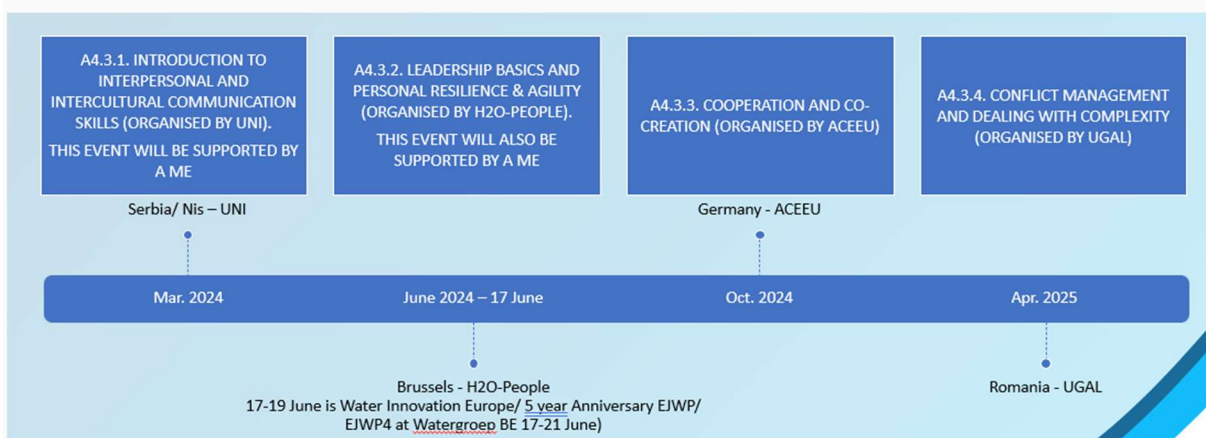 A4.3.1. INTRODUCTION TO
INTERPERSONAL AND
INTERCULTURAL COMMUNICATION
SKILLS (ORGANISED BY UNI).
THIS EVENT WILL BE SUPPORTED BY
A ME
A4.3.2. LEADERSHIP BASICS AND
PERSONAL RESILIENCE & AGILITY
(ORGANISED BY H2O-PEOPLE).
THIS EVENT WILL ALSO BE
SUPPORTED BY A ME
A4.3.3. COOPERATION AND CO-
CREATION (ORGANISED BY ACEEU)
A4.3.4. CONFLICT MANAGEMENT
AND DEALING WITH COMPLEXITY
(ORGANISED BY UGAL)
Serbia/ Nis – UNI
Germany - ACEEU
Mar. 2024
June 2024 – 17 June
Oct. 2024
Apr. 2025
Brussels - H2O-People
17-19 June is Water Innovation Europe/ 5 year Anniversary EJWP/
EJWP4 at Watergroep BE 17-21 June)
Romania - UGAL